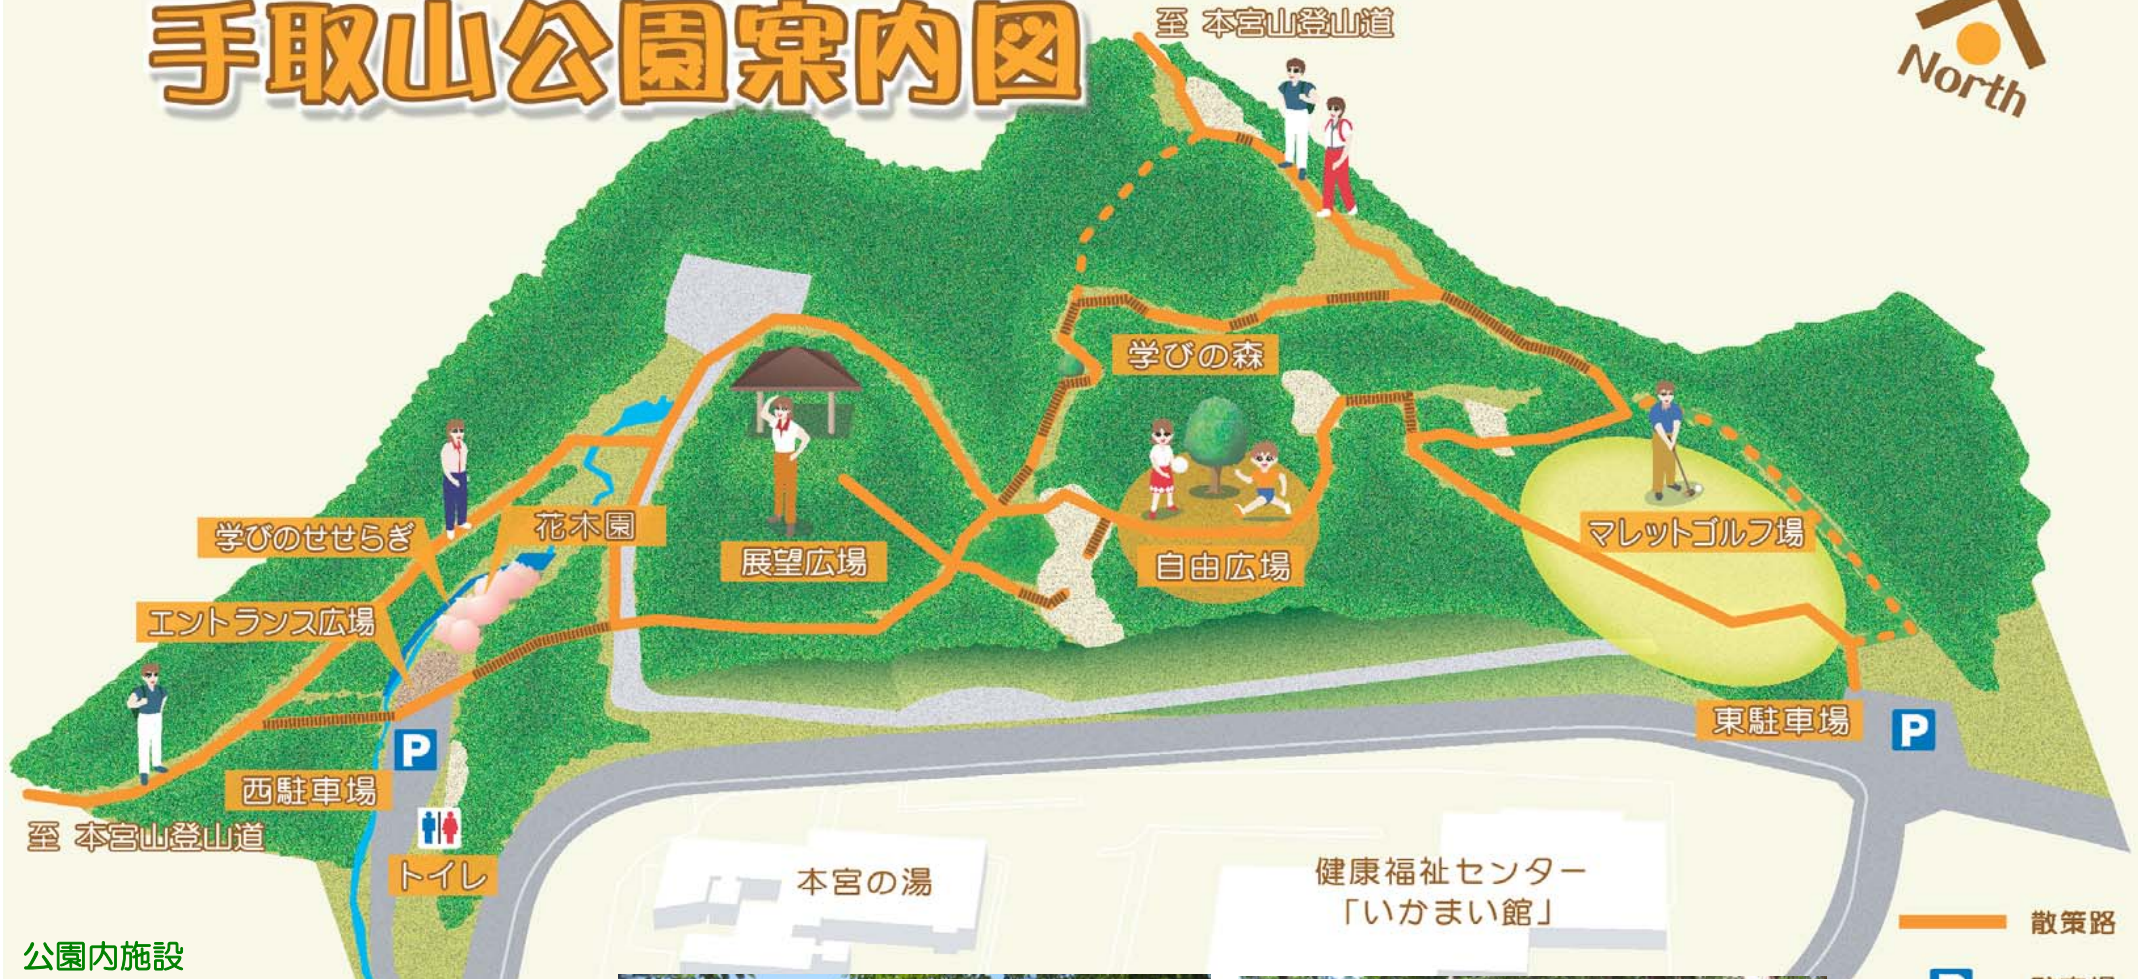 手取山公園案内図
至 本宮山登山道
North
学びの森
学びのせせらぎ
花木園
展望広場
自由広場
マレットゴルフ場
エントランス広場
東駐車場
P
P
西駐車場
至 本宮山登山道
トイレ
本宮の湯
健康福祉センター
「いかまい館」
散策路
公園内施設